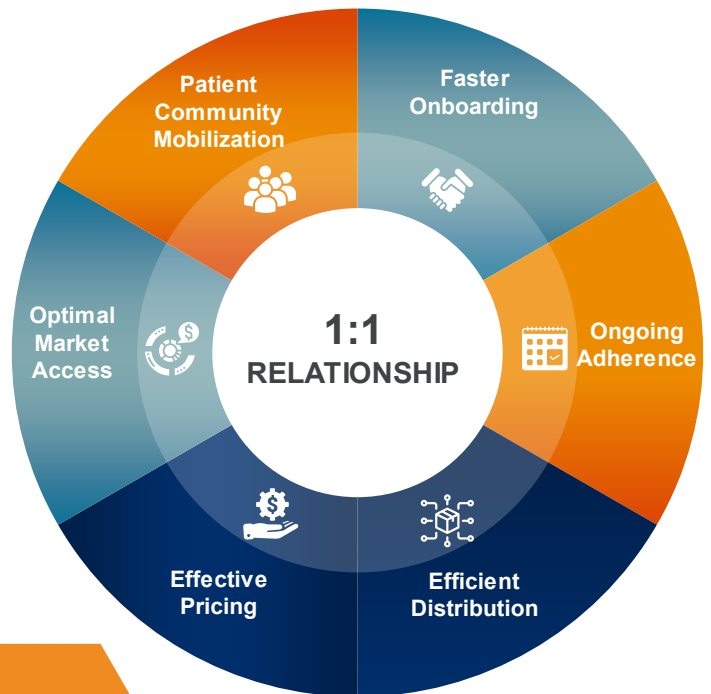 Patient
Community
Mobilization
Faster
Onboarding
Optimal
Market
Access
1:1
RELATIONSHIP
Ongoing
Adherence
Effective
Pricing
Efficient
Distribution